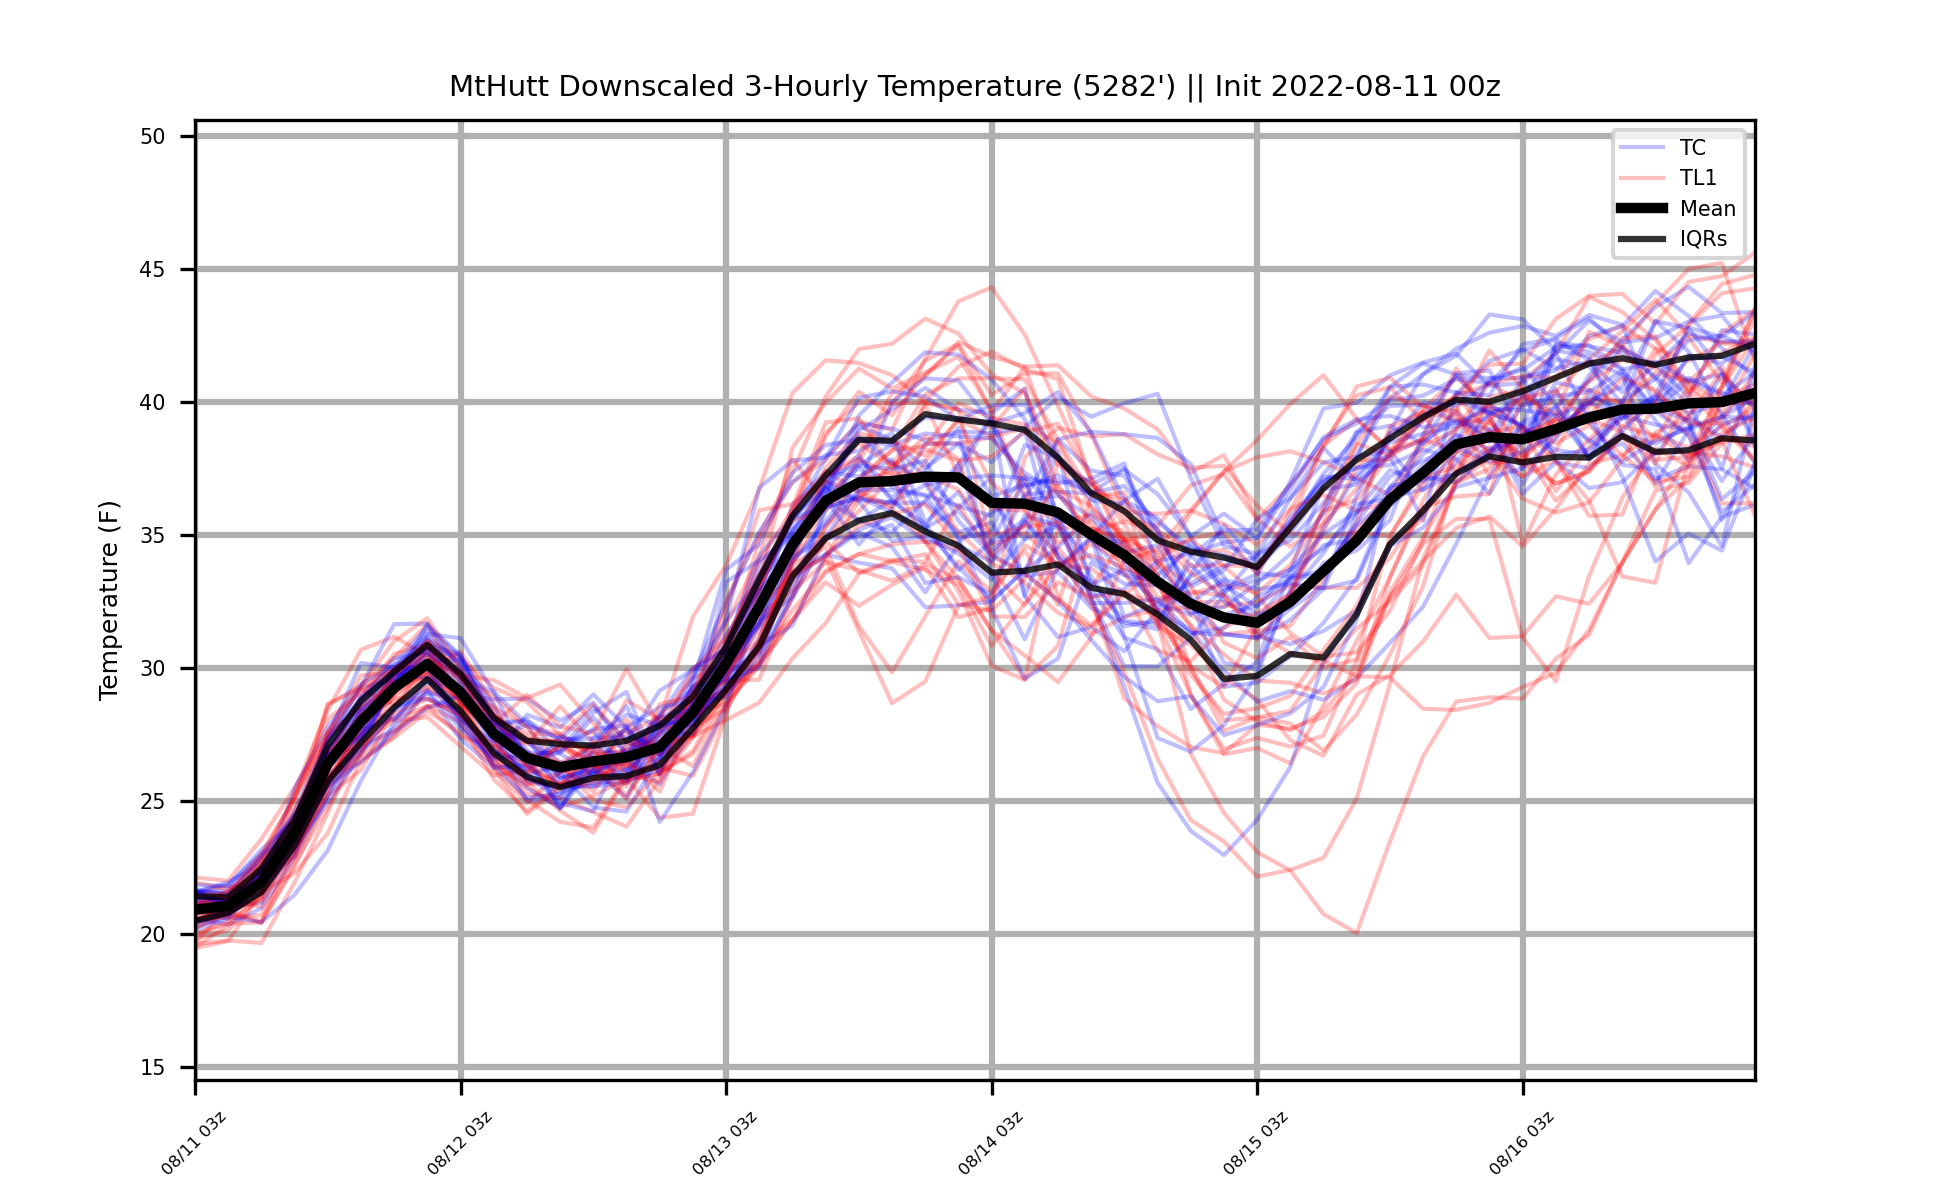 MtHutt Downscaled 3-Hourly Temperature (5282') || Init 2022-08-11 00z
TC
TL1
Mean
IQRs
Temperature (F)
50
45
40
35
30
25
20
15
08/11 03z
08/12 03z
08/13 03z
08/14 03z
08/15 03z
08/16 03z